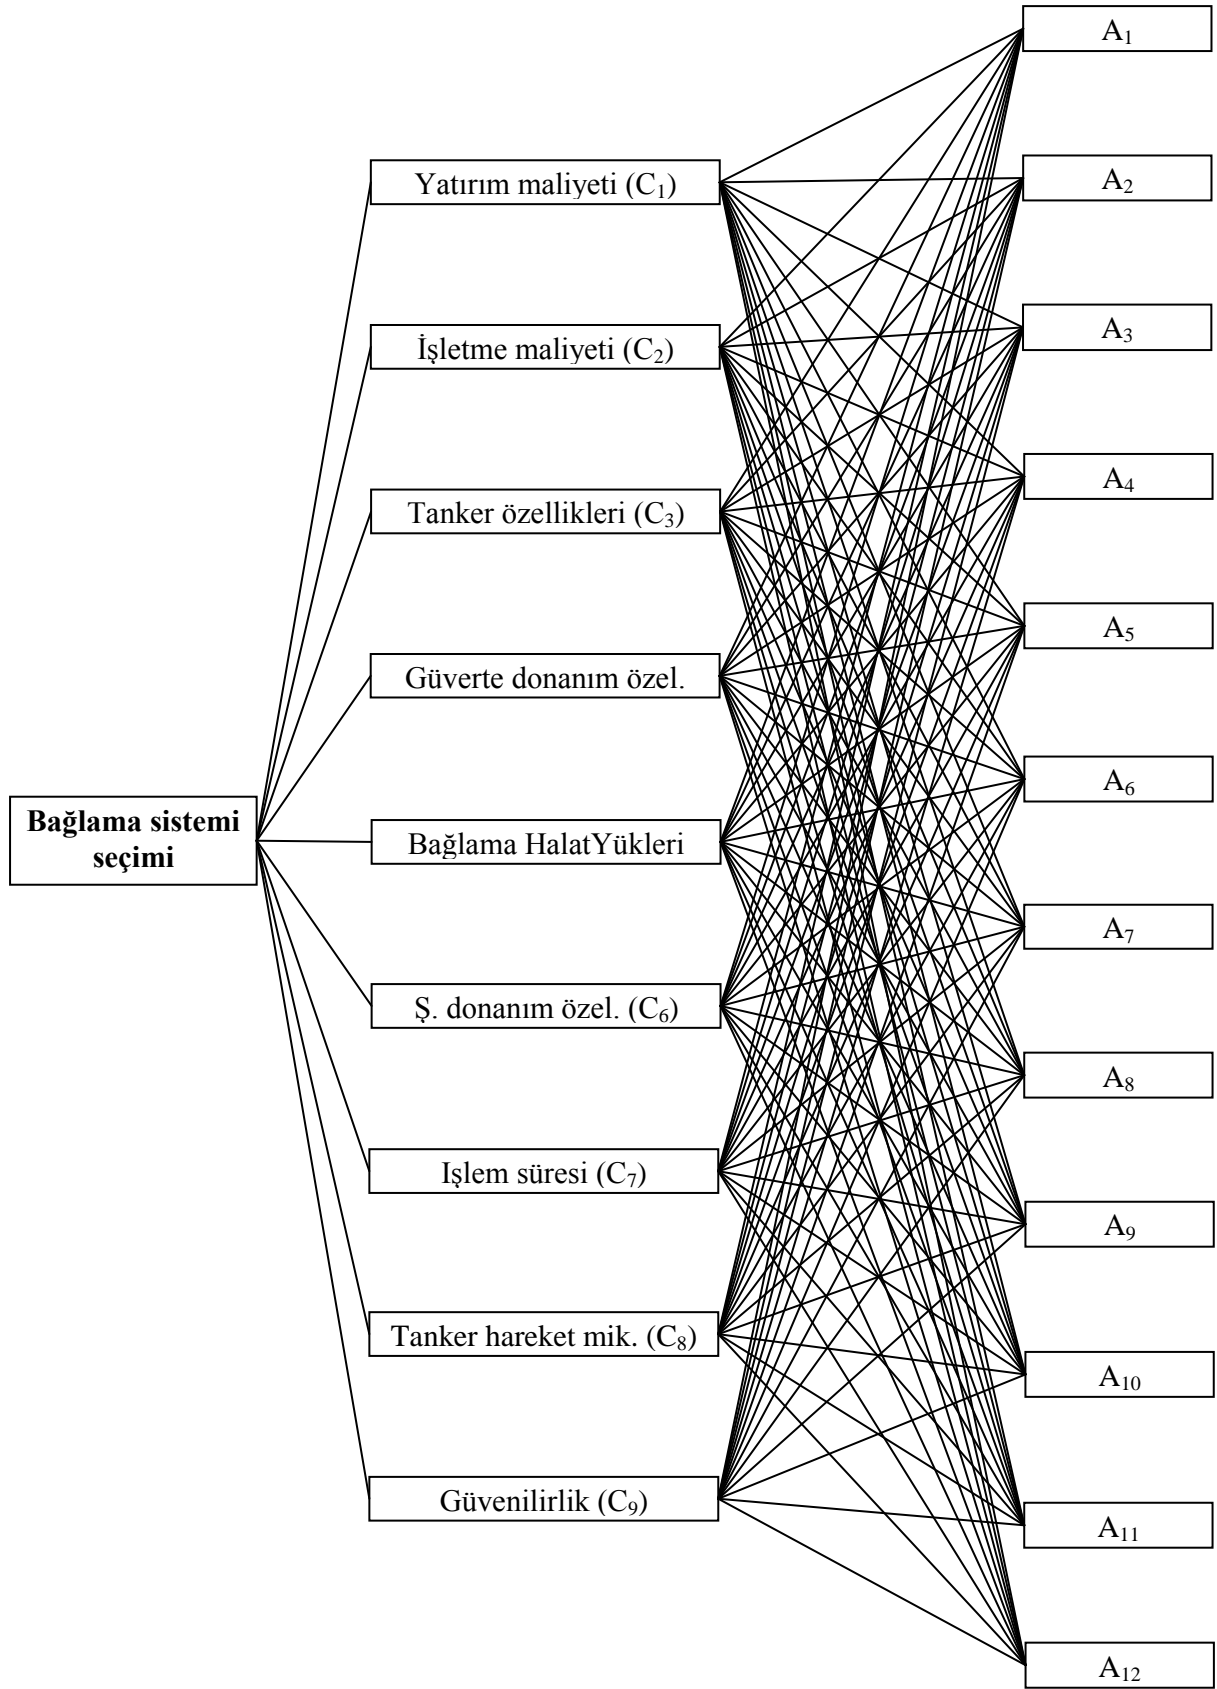 Bağlama sistemi
seçimi
Yatırım maliyeti (C₁)
İşletme maliyeti (C₂)
Tanker özellikleri (C₃)
Güverte donanım özel.
Bağlama HalatYükleri
Ş. donanım özel. (C₆)
Işlem süresi (C₇)
Tanker hareket mik. (C₈)
Güvenilirlik (C₉)
A₁
A₂
A₃
A₄
A₅
A₆
A₇
A₈
A₉
A₁₀
A₁₁
A₁₂